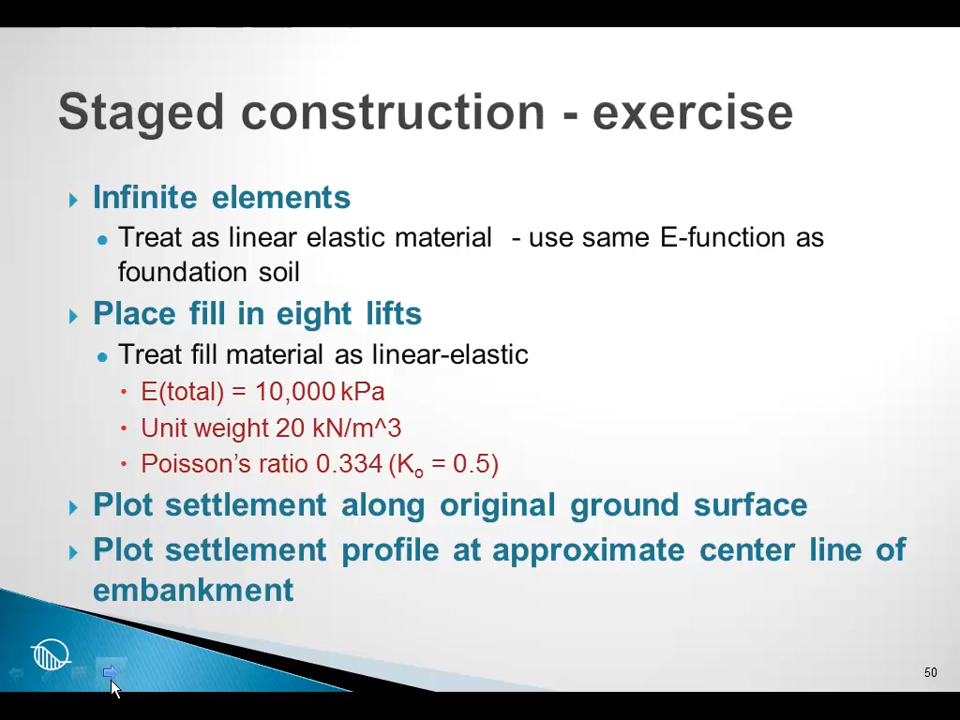 Staged construction - exercise
Infinite elements
Treat as linear elastic material - use same E-function as
foundation soil
Place fill in eight lifts
Treat fill material as linear-elastic
E(total) = 10,000 kPa
Unit weight 20 kN/m^3
Poisson’s ratio 0.334 (Ko = 0.5)
Plot settlement along original ground surface
Plot settlement profile at approximate center line of
embankment
50